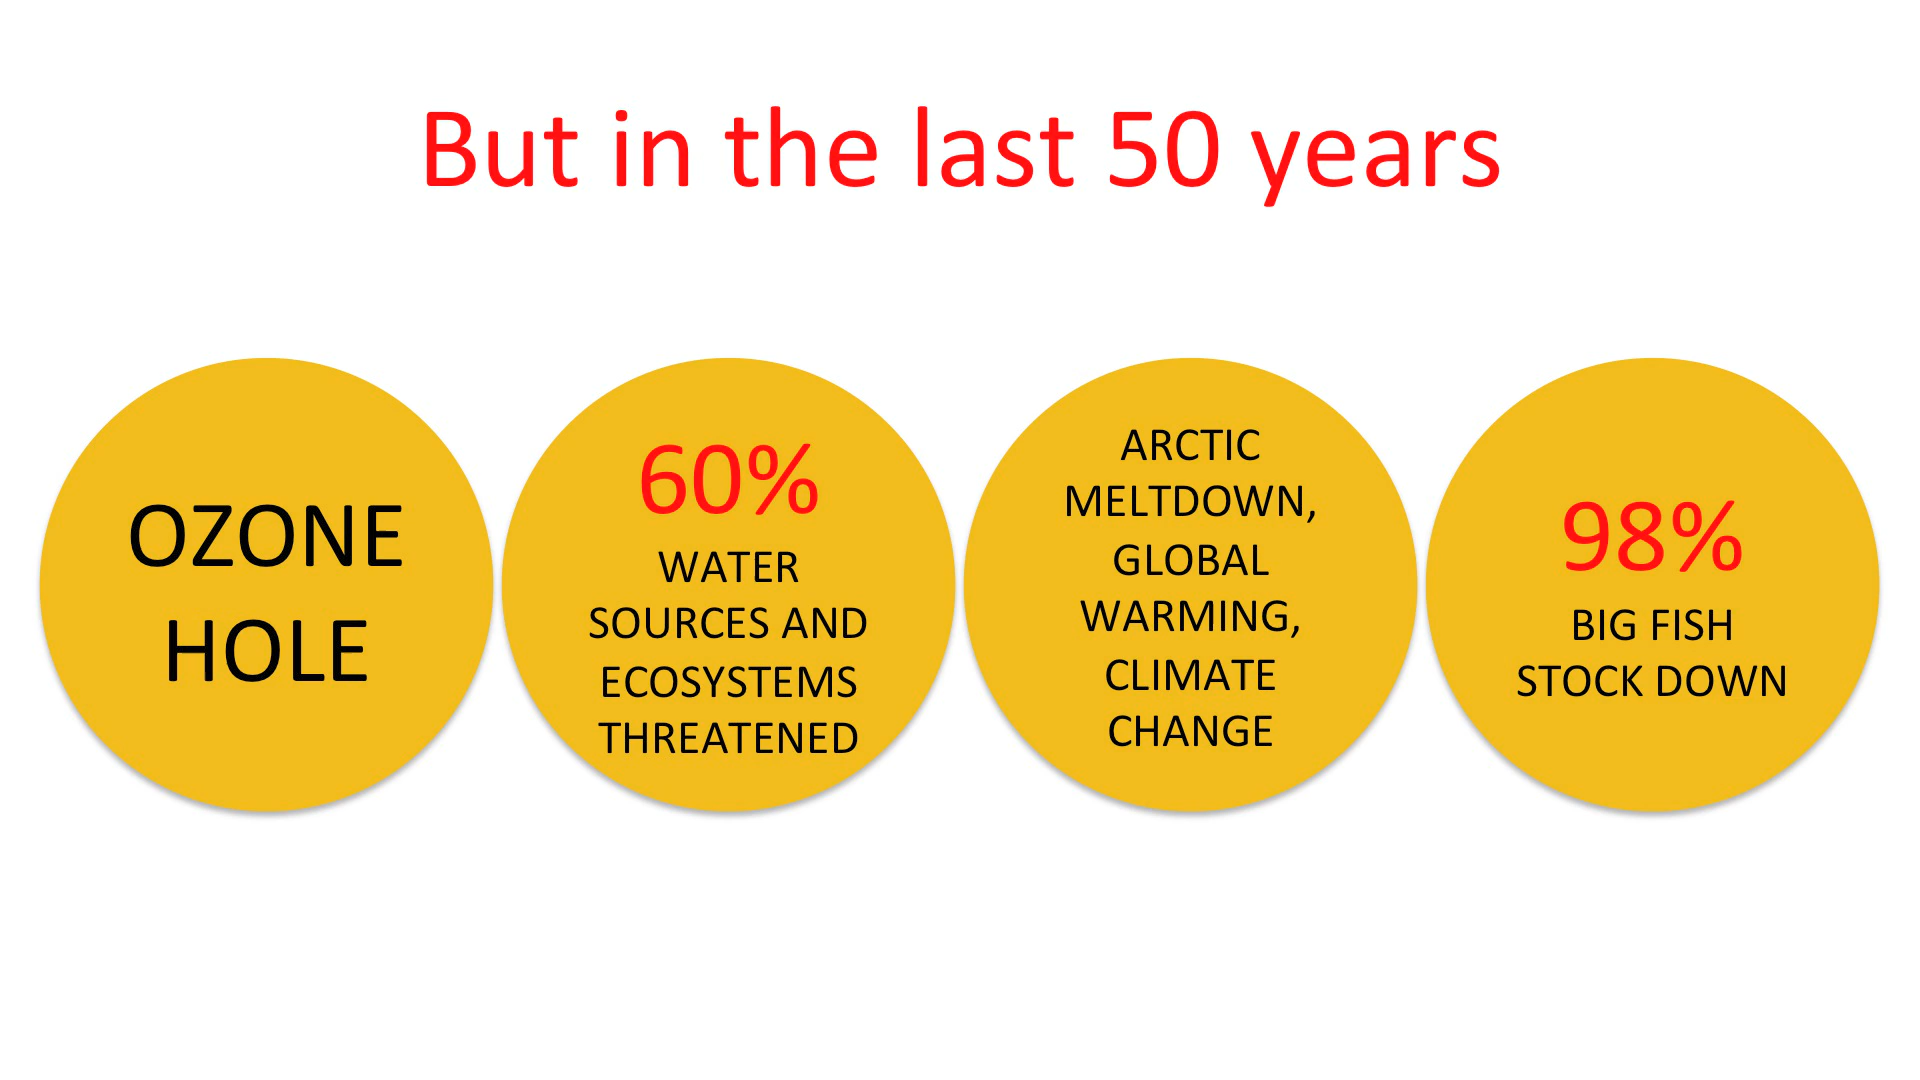 But in the last 50 years
OZONE
HOLE
60%
WATER
SOURCES AND
ECOSYSTEMS
THREATENED
ARCTIC
MELTDOWN,
GLOBAL
WARMING,
CLIMATE
CHANGE
98%
BIG FISH
STOCK DOWN